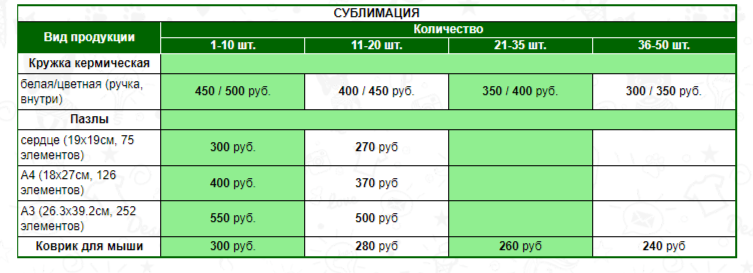 СУБЛИМАЦИЯ
Вид продукции
Количество
1-10 шт. 11-20 шт. 21-35 шт. 36-50 шт.
Кружка кермическая
белая/цветная (ручка,
внутри)
450 / 500 руб. 400 / 450 руб. 350 / 400 руб. 300 / 350 руб.
Пазлы
сердце (19х19см, 75
элементов)
300 руб. 270 руб
А4 (18х27см, 126
элементов)
400 руб. 370 руб
А3 (26.3х39.2см, 252
элементов)
550 руб. 500 руб
Коврик для мыши 300 руб. 280 руб 260 руб 240 руб